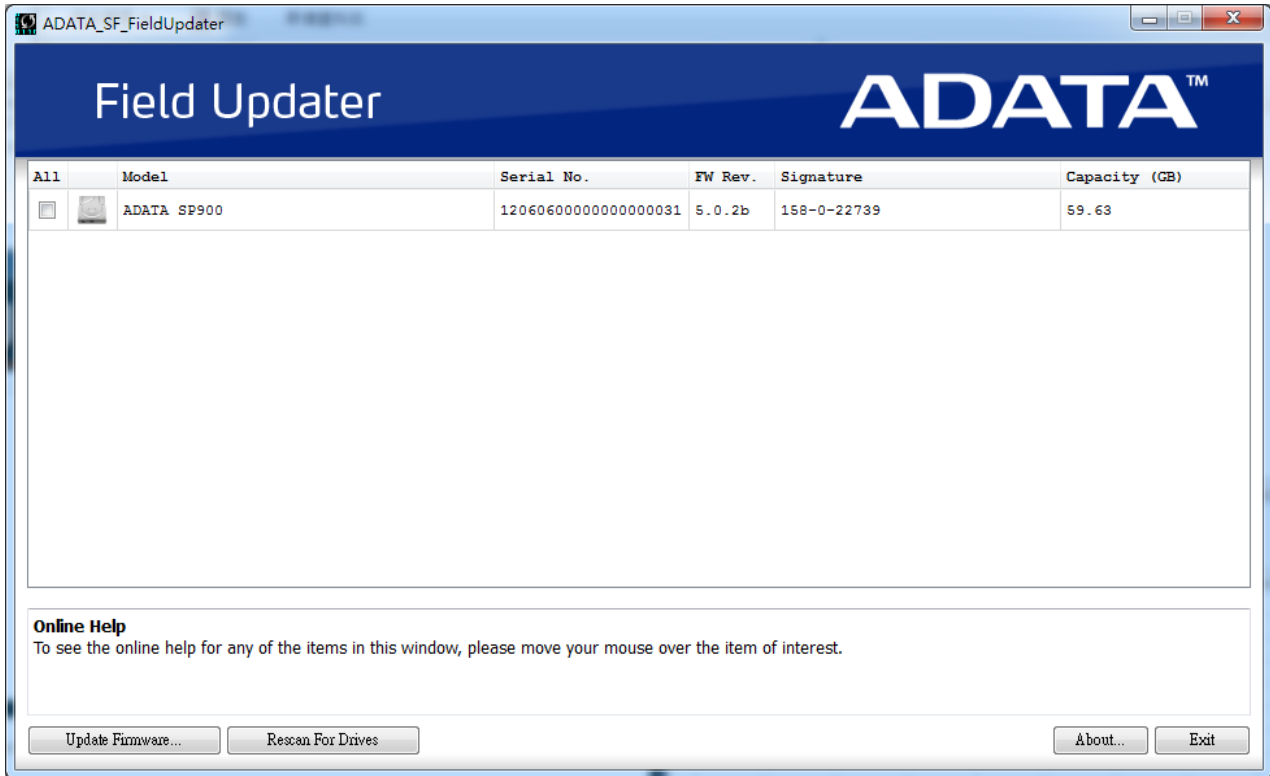 ADATA_SF_FieldUpdater
Field Updater
ADATA™
All Model Serial No. FW Rev. Signature Capacity (GB)
ADATA SP900 12060600000000000031 5.0.2b 158-0-22739 59.63
Online Help
To see the online help for any of the items in this window, please move your mouse over the item of interest.
Update Firmware... Rescan For Drives About... Exit